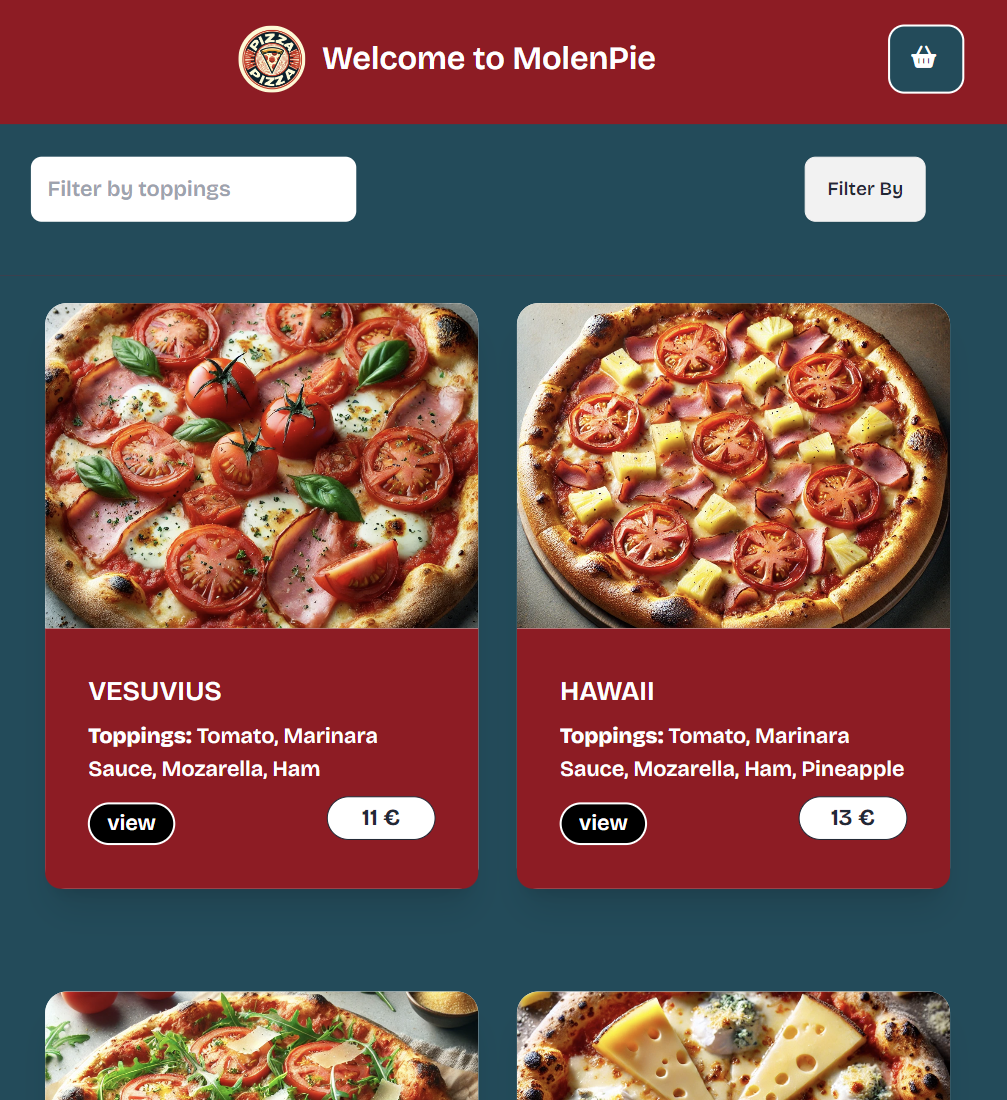 PIZZA
PIZZA
Welcome to MolenPie
Filter by toppings
Filter By
VESUVIUS
Toppings: Tomato, Marinara
Sauce, Mozarella, Ham
view
11 €
HAWAII
Toppings: Tomato, Marinara
Sauce, Mozarella, Ham, Pineapple
view
13 €